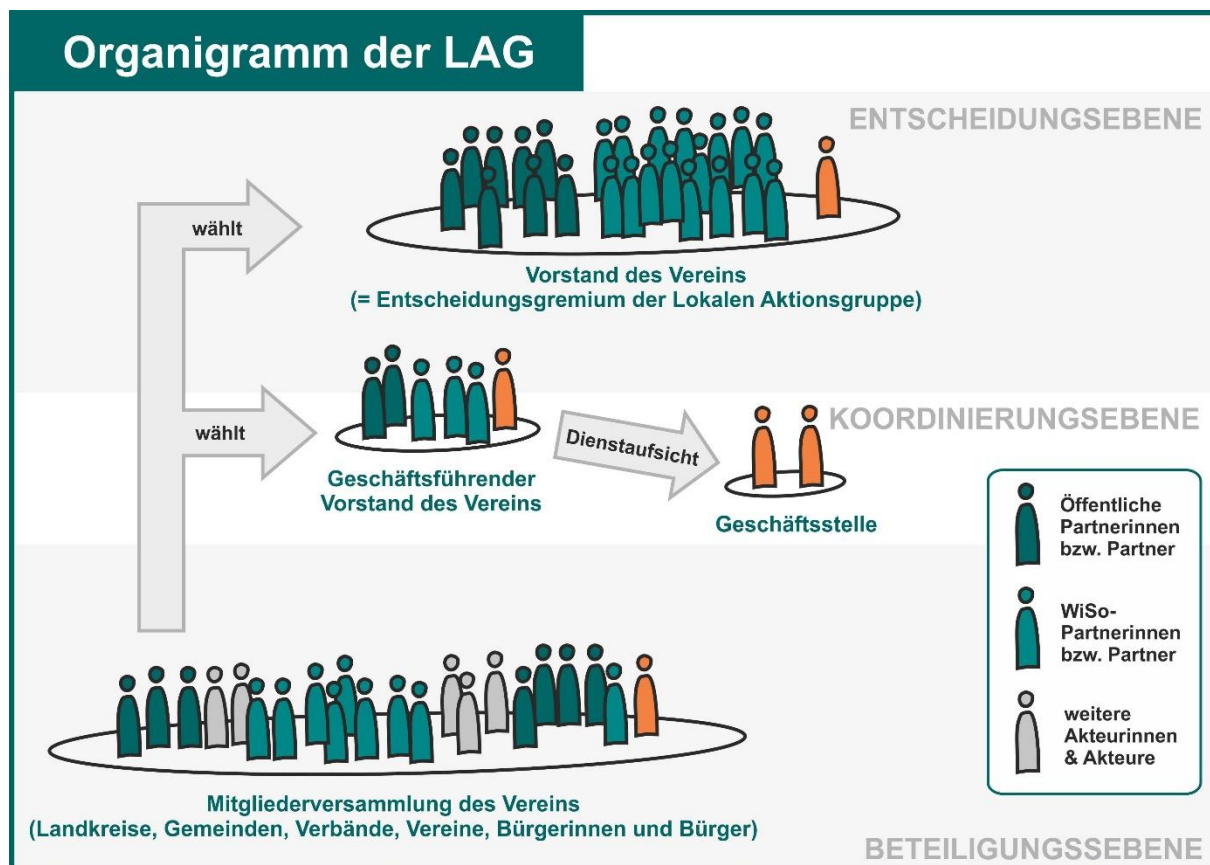 Organigramm der LAG
ENTSCHEIDUNGSEBENE
wählt
Vorstand des Vereins
(= Entscheidungsgremium der Lokalen Aktionsgruppe)
KOORDINIERUNGSEBENE
wählt
Dienstaufsicht
Geschäftsführender
Vorstand des Vereins
Geschäftsstelle
Öffentliche
Partnerinnen
bzw. Partner
WiSo-
Partnerinnen
bzw. Partner
weitere
Akteurinnen
& Akteure
Mitgliederversammlung des Vereins
(Landkreise, Gemeinden, Verbände, Vereine, Bürgerinnen und Bürger)
BETEILIGUNGSSEBENE